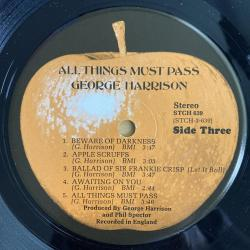 ALL THINGS MUST PASS
GEORGE HARRISON
Stereo
STCH 639
(STCH-3-639)
Side Three
1. BEWARE OF DARKNESS
(G. Harrison) BMI 3:47
2. APPLE SCRUFFS
(G. Harrison) BMI 3:03
3. BALLAD OF SIR FRANKIE CRISP (Let It Roll)
(G. Harrison) BMI 3:46
4. AWAITING ON YOU
(G. Harrison) BMI 2:44
5. ALL THINGS MUST PASS
(G. Harrison) BMI 3:46
Produced By George Harrison
and Phil Spector
Recorded in England